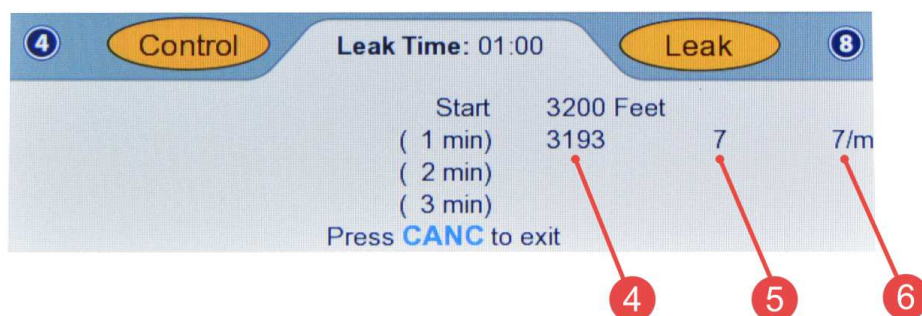 4 Control Leak Time: 01:00 Leak 8
Start 3200 Feet
( 1 min) 3193 7 7/m
( 2 min)
( 3 min)
Press CANC to exit
4 5 6